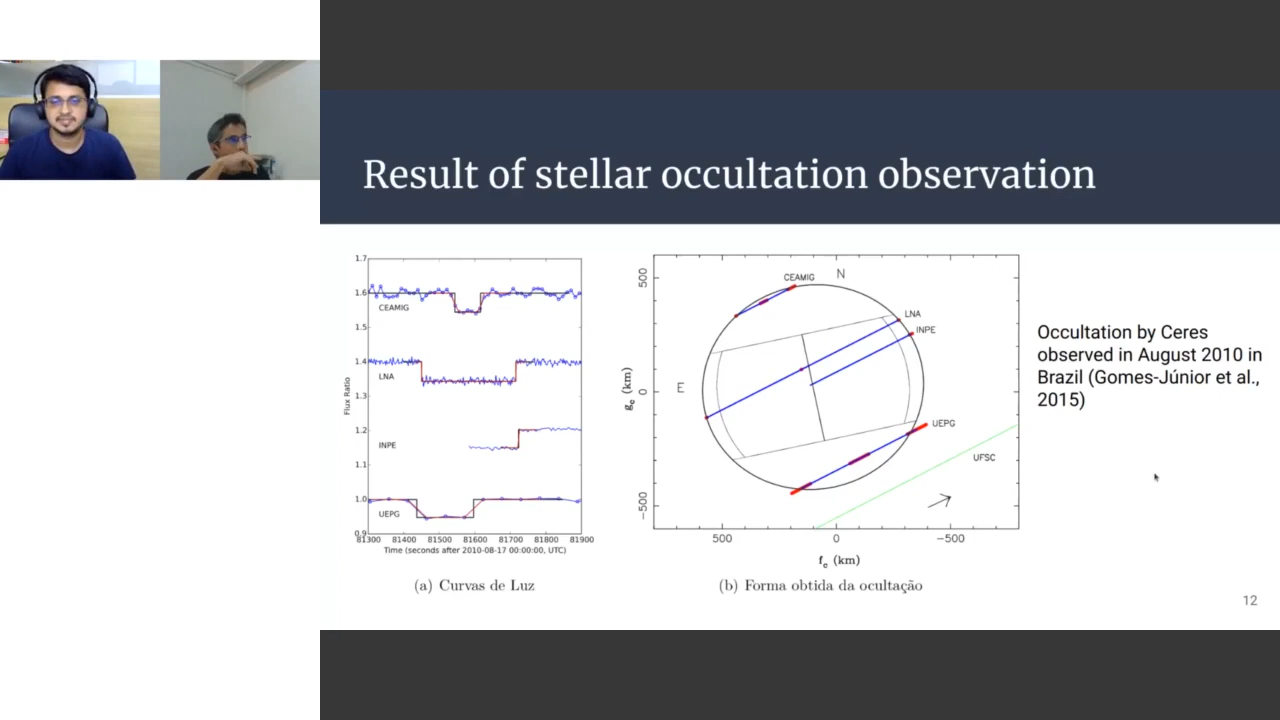 Result of stellar occultation observation
1.7
1.6
1.5
1.4
1.3
1.2
1.1
1.0
0.9
Flux Ratio
CEAMIG
LNA
INPE
UEPG
81300 81400 81500 81600 81700 81800 81900
Time (seconds after 2010-08-17 00:00:00, UTC)
(a) Curvas de Luz
500
0
−500
g_c (km)
CEAMIG
N
LNA
INPE
E
UEPG
UFSC
500 0 −500
f_c (km)
(b) Forma obtida da ocultação
Occultation by Ceres
observed in August 2010 in
Brazil (Gomes-Júnior et al.,
2015)
12